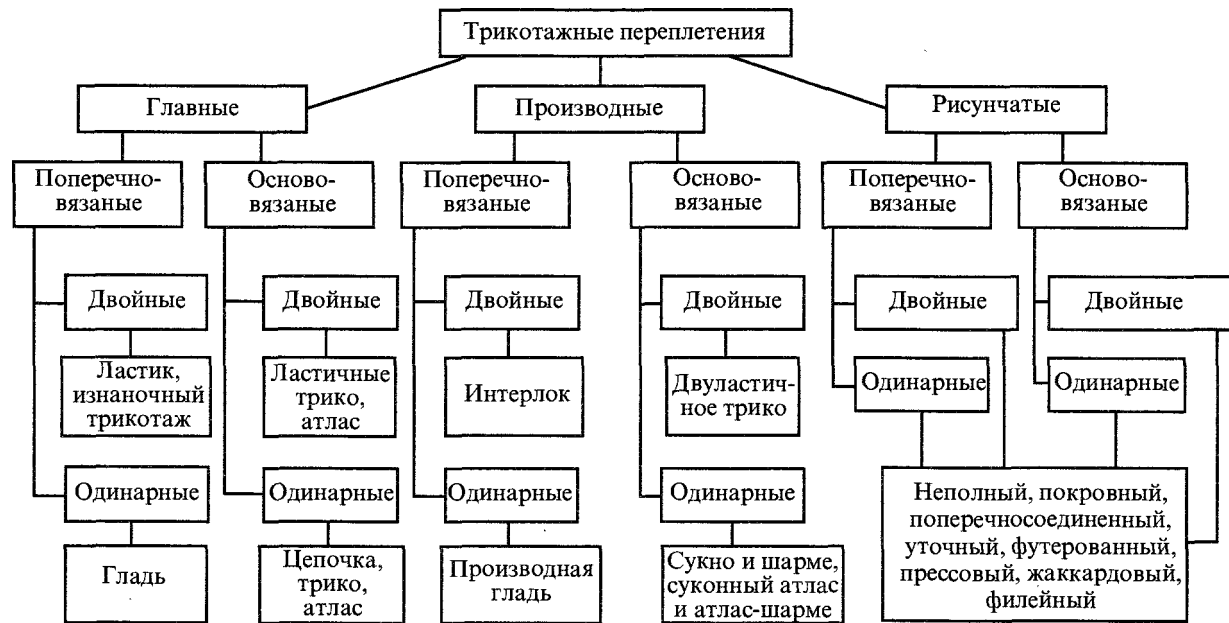 Трикотажные переплетения
Главные
Производные
Рисунчатые
Поперечно-
вязаные
Осново-
вязаные
Поперечно-
вязаные
Осново-
вязаные
Поперечно-
вязаные
Осново-
вязаные
Двойные
Двойные
Двойные
Двойные
Двойные
Двойные
Ластик,
изнаночный
трикотаж
Ластичные
трико,
атлас
Интерлок
Двуластич-
ное трико
Одинарные
Одинарные
Одинарные
Одинарные
Одинарные
Одинарные
Гладь
Цепочка,
трико,
атлас
Производная
гладь
Сукно и шарме,
суконный атлас
и атлас-шарме
Неполный, покровный,
поперечносоединенный,
уточный, футерованный,
прессовый, жаккардовый,
филейный